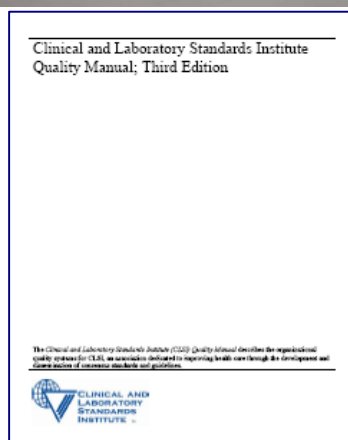 Clinical and Laboratory Standards Institute
Quality Manual; Third Edition
The Clinical and Laboratory Standards Institute (CLSI) Quality Manual describes the organizational
quality systems for CLSI, an association dedicated to improving health care through the development and
dissemination of consensus standards and guidelines.
CLINICAL AND
LABORATORY
STANDARDS
INSTITUTE